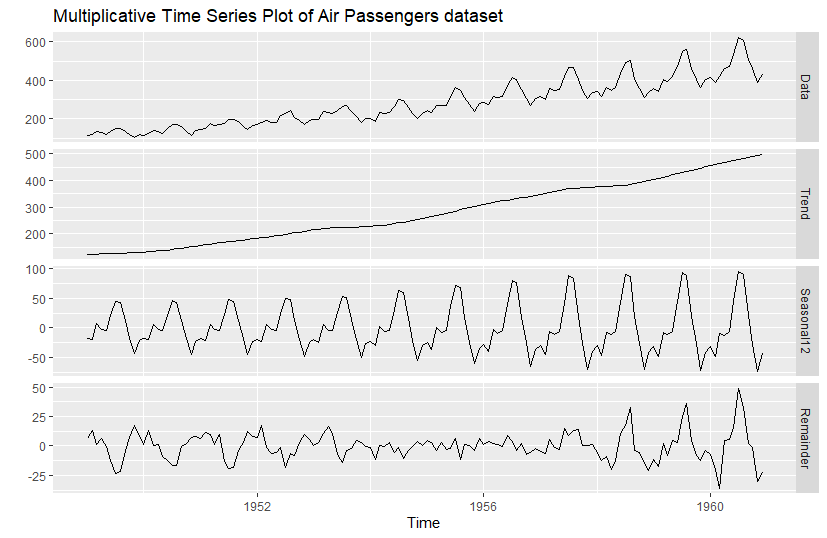 Multiplicative Time Series Plot of Air Passengers dataset
600
400
200
Data
500
400
300
200
Trend
100
50
0
-50
Seasonal12
50
25
0
-25
Remainder
1952 1956 1960
Time